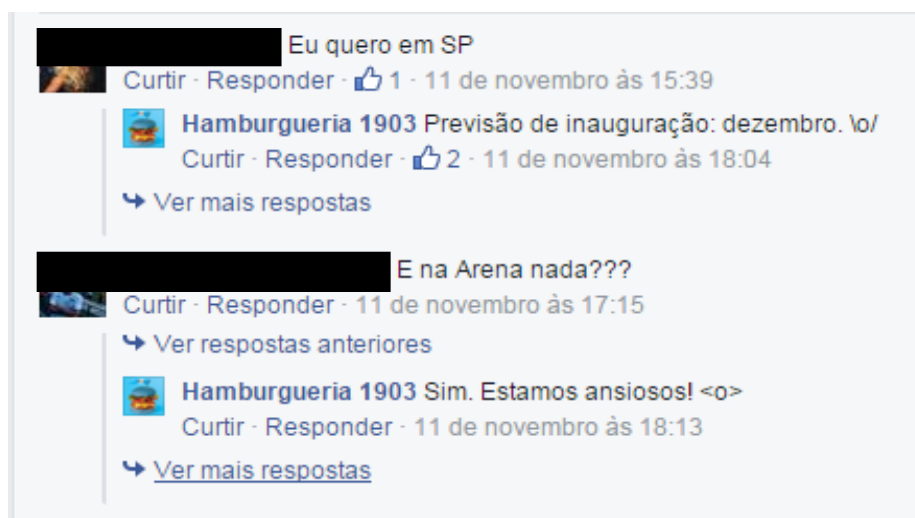 Eu quero em SP
Curtir · Responder · 1 · 11 de novembro às 15:39
Hamburgueria 1903 Previsão de inauguração: dezembro. \o/
Curtir · Responder · 2 · 11 de novembro às 18:04
Ver mais respostas
E na Arena nada???
Curtir · Responder · 11 de novembro às 17:15
Ver respostas anteriores
Hamburgueria 1903 Sim. Estamos ansiosos! <o>
Curtir · Responder · 11 de novembro às 18:13
Ver mais respostas